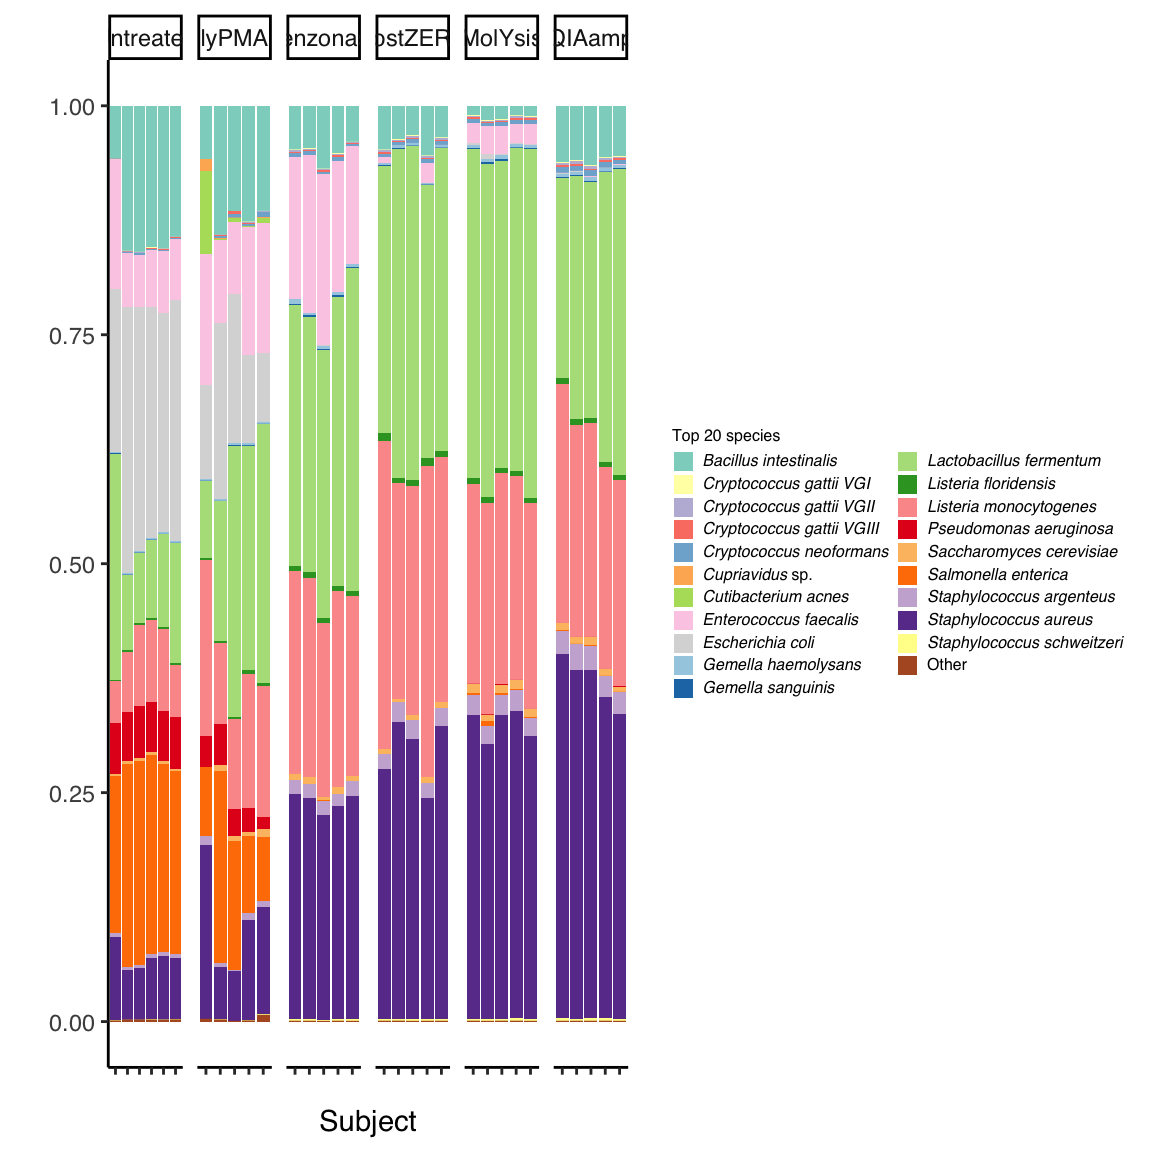 ntreate
lyPMA
enzona
ostZER
MolYsis
QIAamp
1.00
0.75
0.50
0.25
0.00
Subject
Top 20 species
Bacillus intestinalis
Cryptococcus gattii VGI
Cryptococcus gattii VGII
Cryptococcus gattii VGIII
Cryptococcus neoformans
Cupriavidus sp.
Cutibacterium acnes
Enterococcus faecalis
Escherichia coli
Gemella haemolysans
Gemella sanguinis
Lactobacillus fermentum
Listeria floridensis
Listeria monocytogenes
Pseudomonas aeruginosa
Saccharomyces cerevisiae
Salmonella enterica
Staphylococcus argenteus
Staphylococcus aureus
Staphylococcus schweitzeri
Other